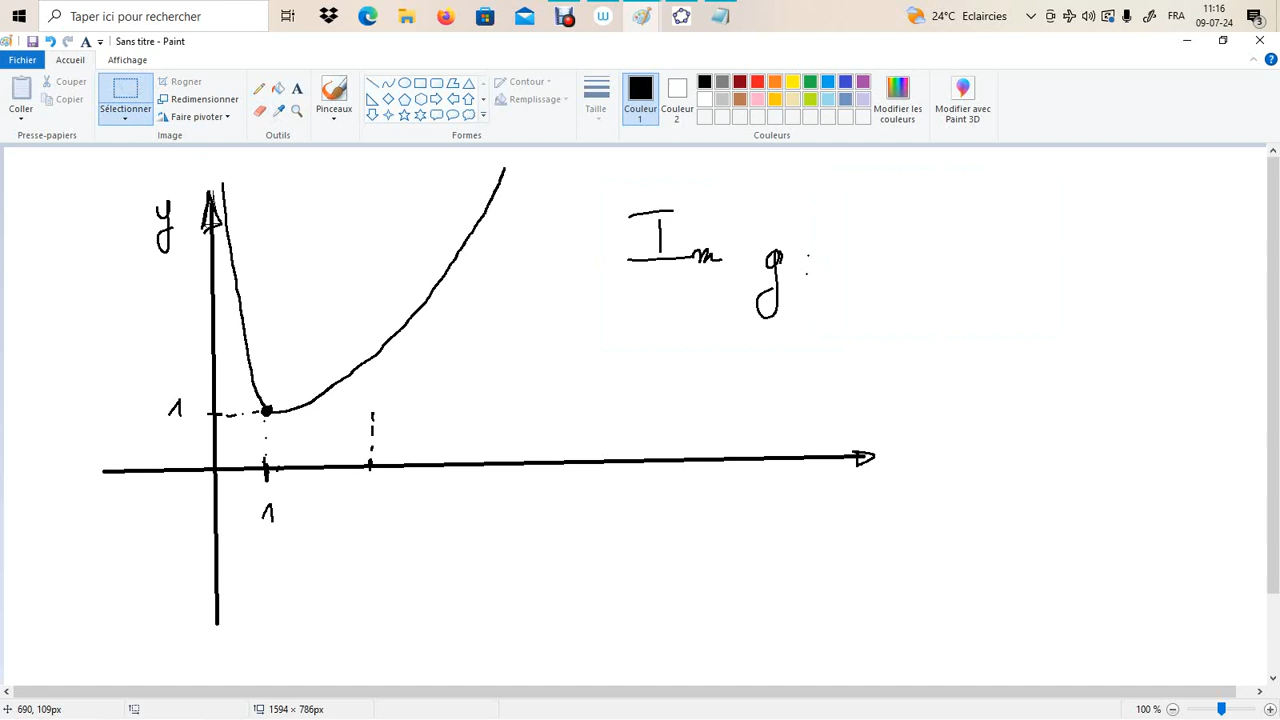 Taper ici pour rechercher
24°C Eclaircies
FRA
11:16
09-07-24
3
Sans titre - Paint
Fichier
Accueil
Affichage
Coller
Couper
Copier
Presse-papiers
Sélectionner
Rogner
Redimensionner
Faire pivoter
Image
A
Outils
Pinceaux
Contour
Remplissage
Formes
Taille
Couleur 1
Couleur 2
Modifier les couleurs
Couleurs
Modifier avec Paint 3D
y
Im g :
1
1
690, 109px
1594 × 786px
100 %